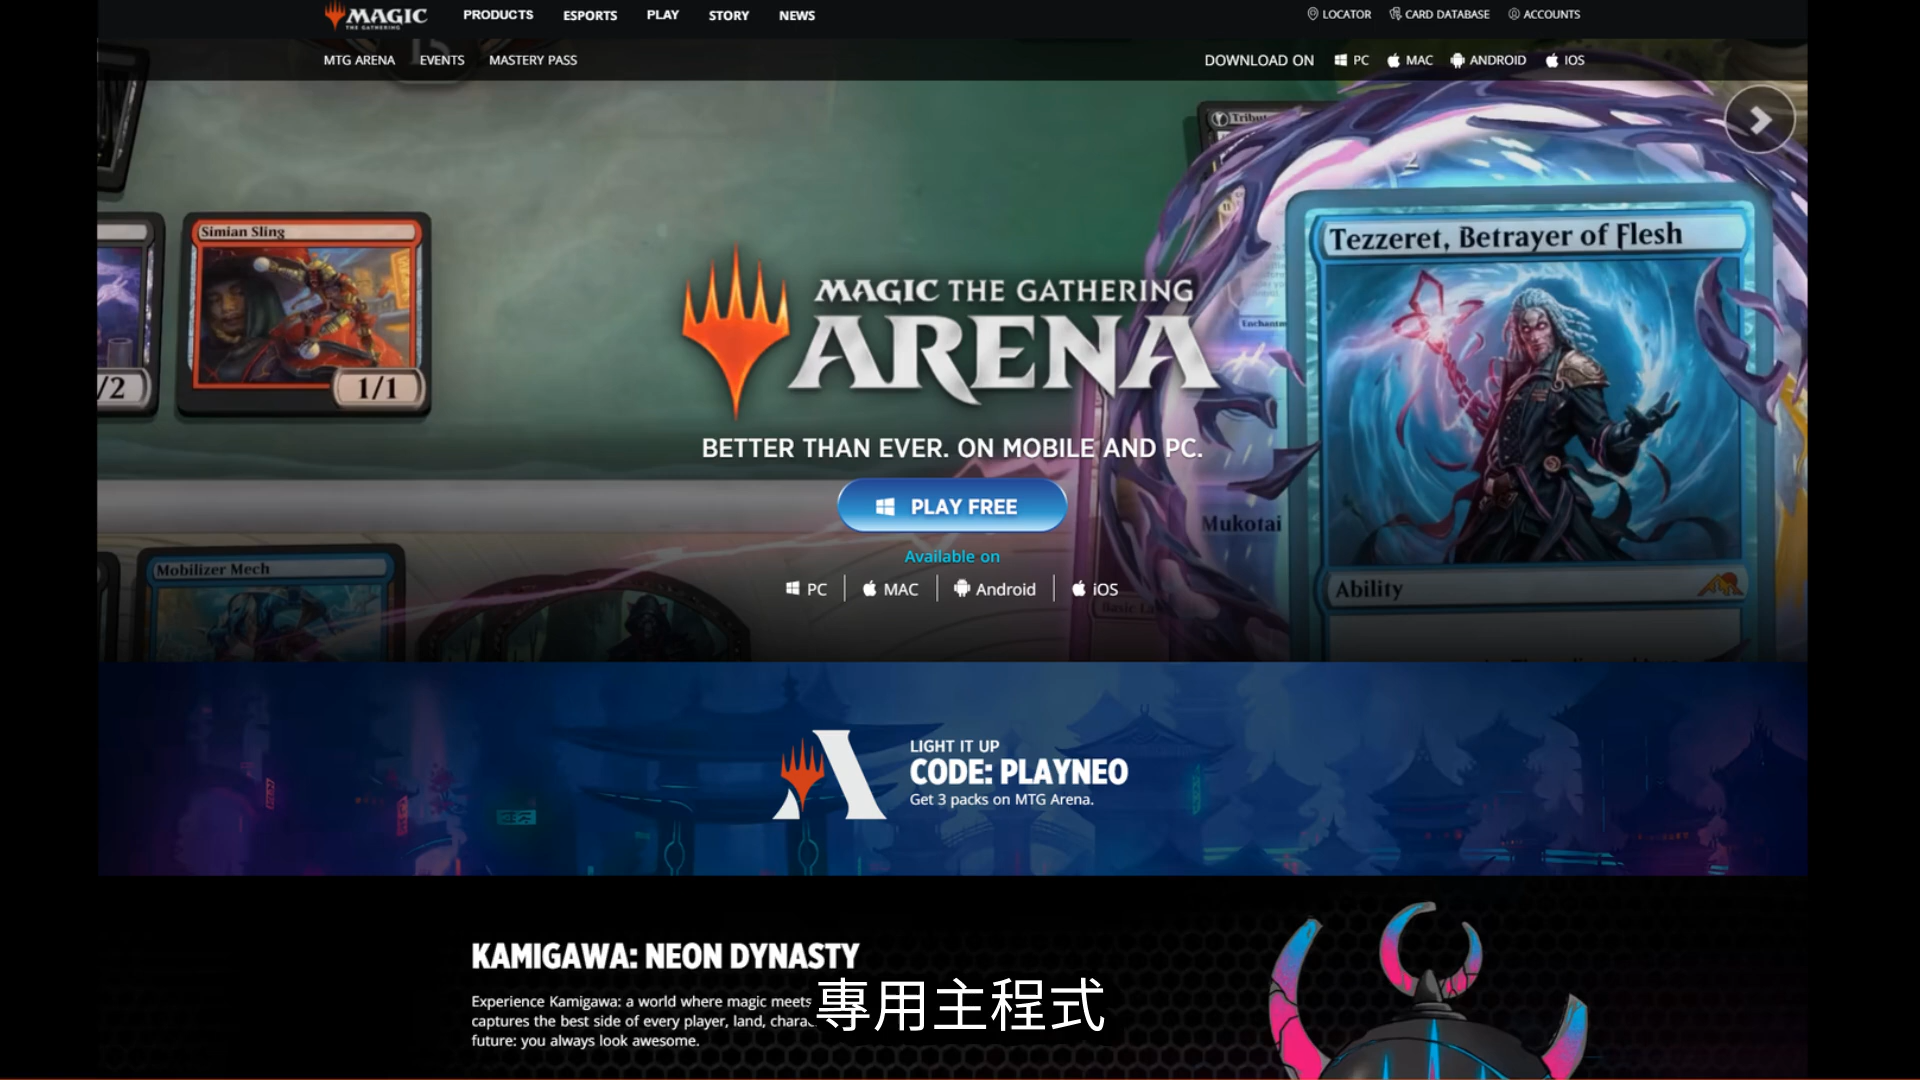 MAGIC
THE GATHERING
PRODUCTS
ESPORTS
PLAY
STORY
NEWS
LOCATOR
CARD DATABASE
ACCOUNTS
MTG ARENA
EVENTS
MASTERY PASS
DOWNLOAD ON
PC
MAC
ANDROID
IOS
Simian Sling
1/1
/2
MAGIC THE GATHERING
ARENA
Tezzeret, Betrayer of Flesh
BETTER THAN EVER. ON MOBILE AND PC.
PLAY FREE
Mukotai
Available on
PC
MAC
Android
iOS
Mobilizer Mech
Ability
LIGHT IT UP
CODE: PLAYNEO
Get 3 packs on MTG Arena.
KAMIGAWA: NEON DYNASTY
Experience Kamigawa: a world where magic meets
captures the best side of every player, land,
future: you always look awesome.
專用主程式